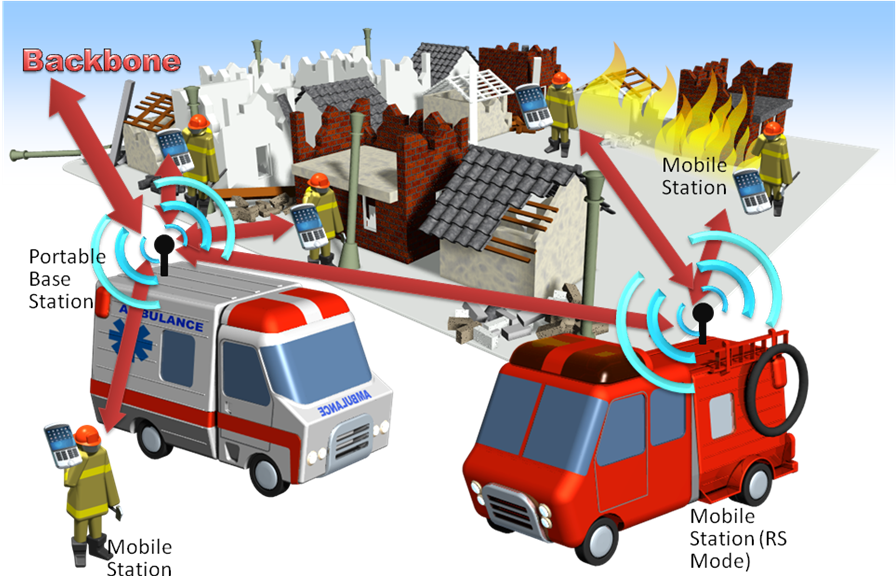 Backbone
Mobile
Station
Portable
Base
Station
AMBULANCE
AMBULANCE
Mobile
Station (RS
Mode)
Mobile
Station